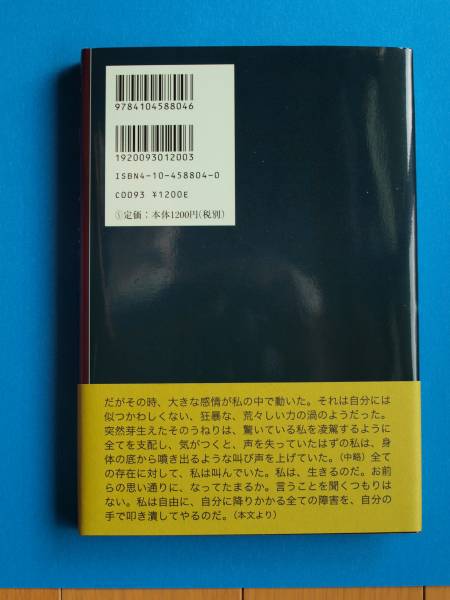 9784104588046
1920093012003
ISBN4-10-458804-0
C0093 ¥1200E
Ⓢ定価：本体1200円(税別)
だがその時、大きな感情が私の中で動いた。それは自分には
似つかわしくない、狂暴な、荒々しい力の渦のようだった。
突然芽生えたそのうねりは、驚いている私を凌駕するように
全てを支配し、気がつくと、声を失っていたはずの私は、身
体の底から噴き出るような叫び声を上げていた。（中略）全て
の存在に対して、私は叫んでいた。私は、生きるのだ。お前
らの思い通りに、なってたまるか。言うことを聞くつもりは
ない。私は自由に、自分に降りかかる全ての障害を、自分の
手で叩き潰してやるのだ。（本文より）